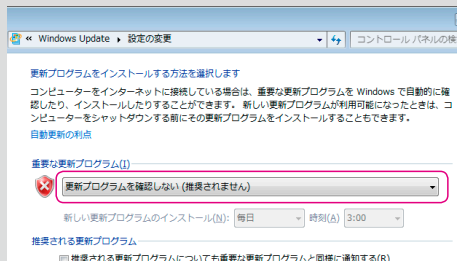 « Windows Update ▸ 設定の変更
コントロール パネルの検
更新プログラムをインストールする方法を選択します
コンピューターをインターネットに接続している場合は、重要な更新プログラムを Windows で自動的に確
認したり、インストールしたりすることができます。 新しい更新プログラムが利用可能になったときは、コ
ンピューターをシャットダウンする前にその更新プログラムをインストールすることもできます。
自動更新の利点
重要な更新プログラム(I)
更新プログラムを確認しない (推奨されません)
新しい更新プログラムのインストール(N): 毎日 時刻(A) 3:00
推奨される更新プログラム
推奨される更新プログラムについても重要な更新プログラムと同様に通知する(R)